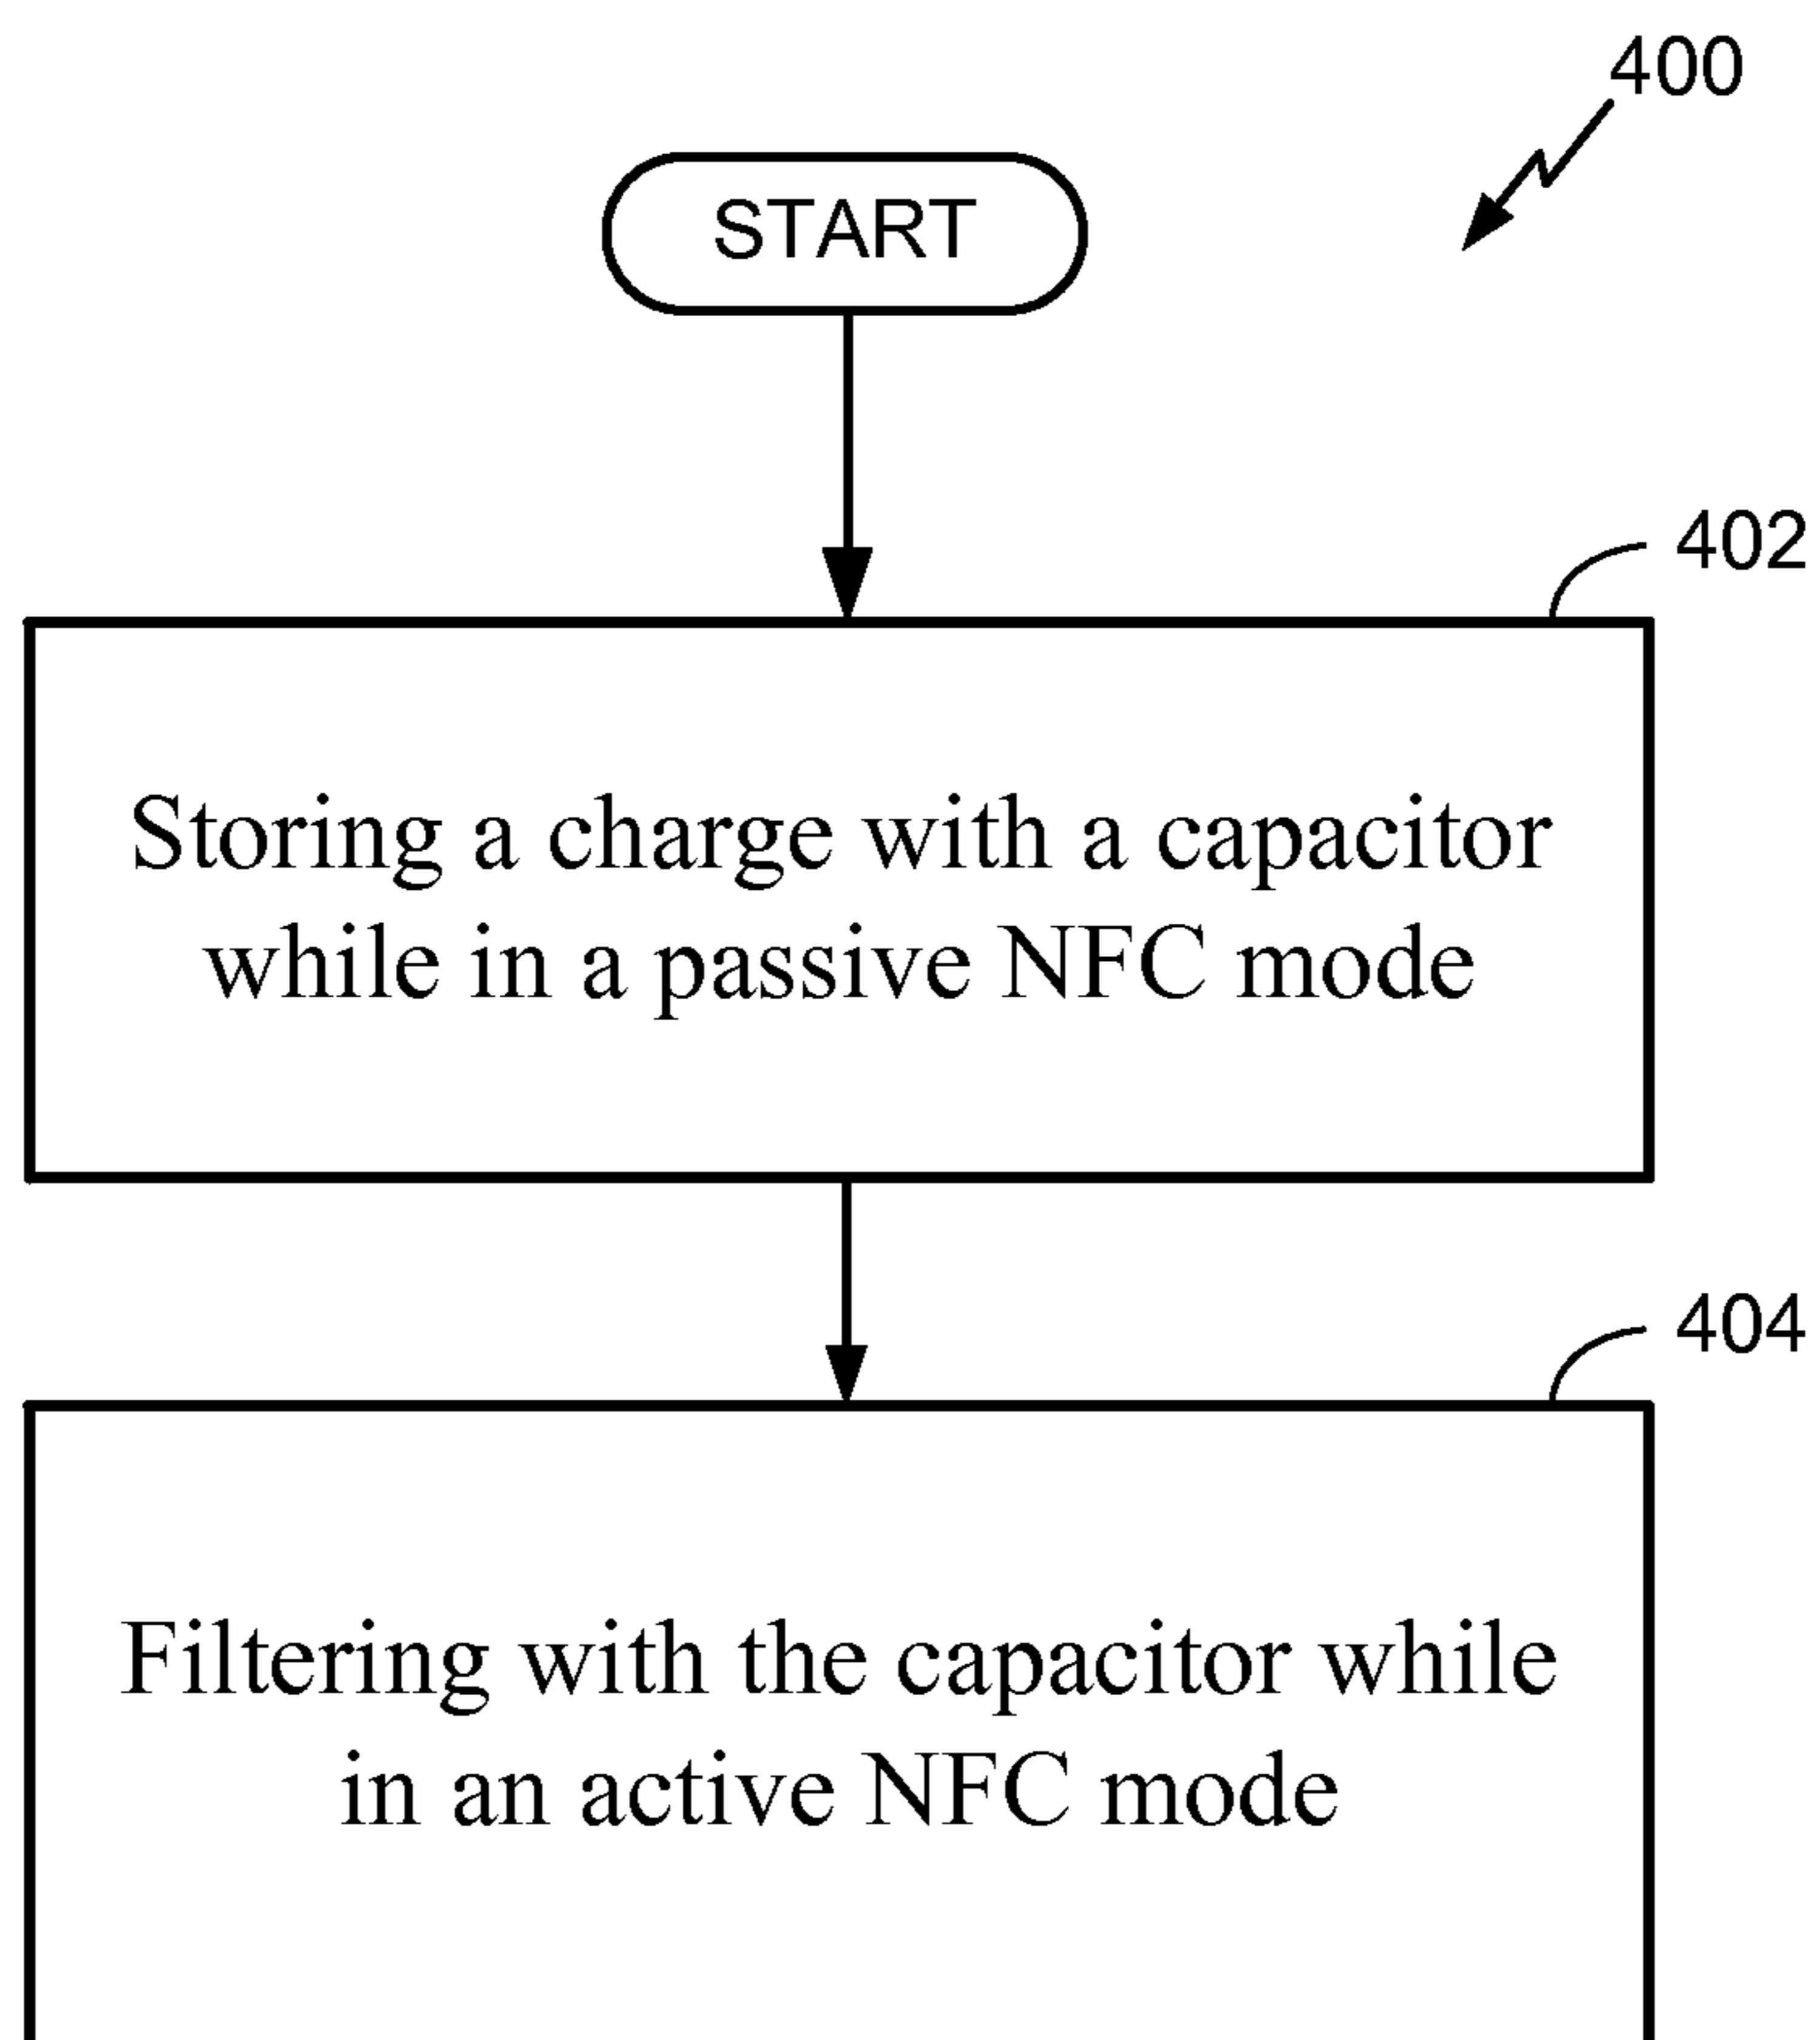 400
START
402
Storing a charge with a capacitor
while in a passive NFC mode
404
Filtering with the capacitor while
in an active NFC mode